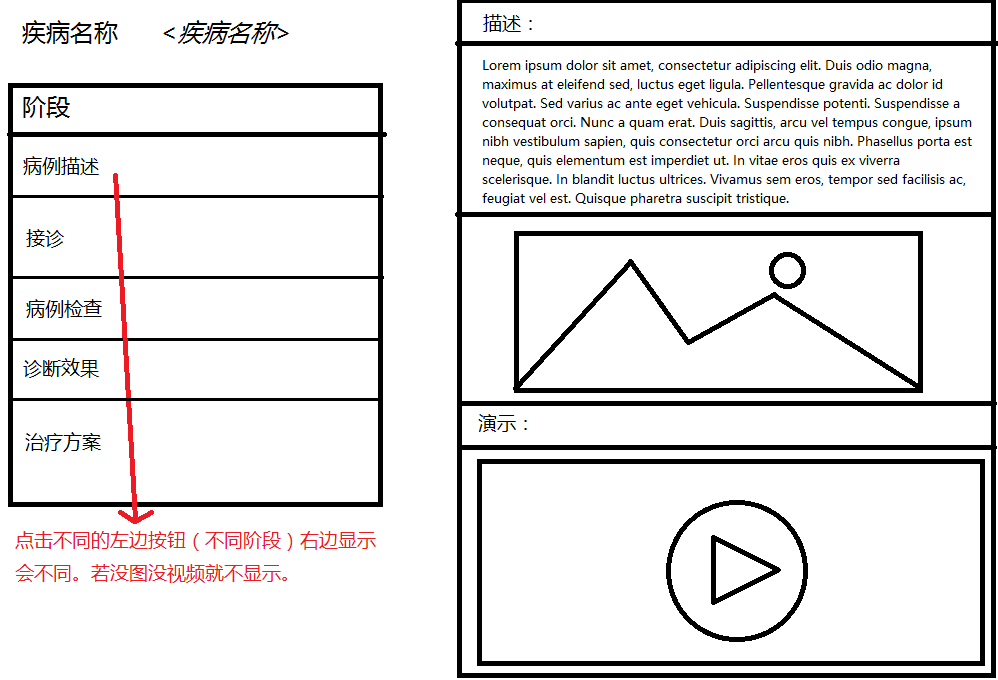 疾病名称 <疾病名称>
阶段
病例描述
接诊
病例检查
诊断效果
治疗方案
点击不同的左边按钮（不同阶段）右边显示
会不同。若没图没视频就不显示。
描述：
Lorem ipsum dolor sit amet, consectetur adipiscing elit. Duis odio magna,
maximus at eleifend sed, luctus eget ligula. Pellentesque gravida ac dolor id
volutpat. Sed varius ac ante eget vehicula. Suspendisse potenti. Suspendisse a
consequat orci. Nunc a quam erat. Duis sagittis, arcu vel tempus congue, ipsum
nibh vestibulum sapien, quis consectetur orci arcu quis nibh. Phasellus porta est
neque, quis elementum est imperdiet ut. In vitae eros quis ex viverra
scelerisque. In blandit luctus ultrices. Vivamus sem eros, tempor sed facilisis ac,
feugiat vel est. Quisque pharetra suscipit tristique.
演示：